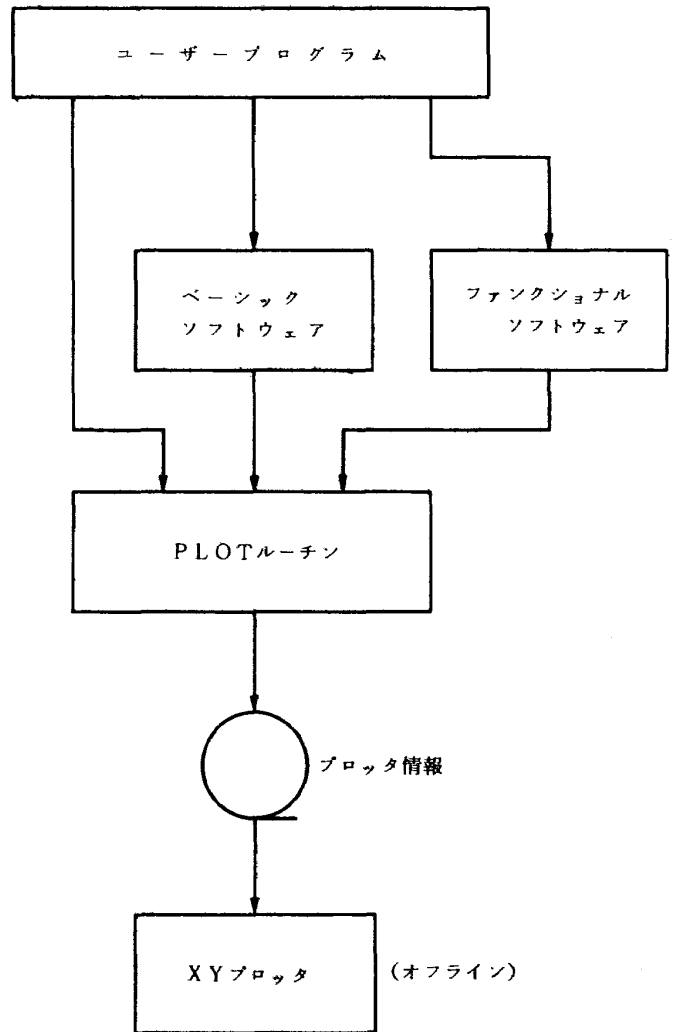 ユーザープログラム
ベーシック
ソフトウェア
ファンクショナル
ソフトウェア
PLOTルーチン
プロッタ情報
XYプロッタ
(オフライン)